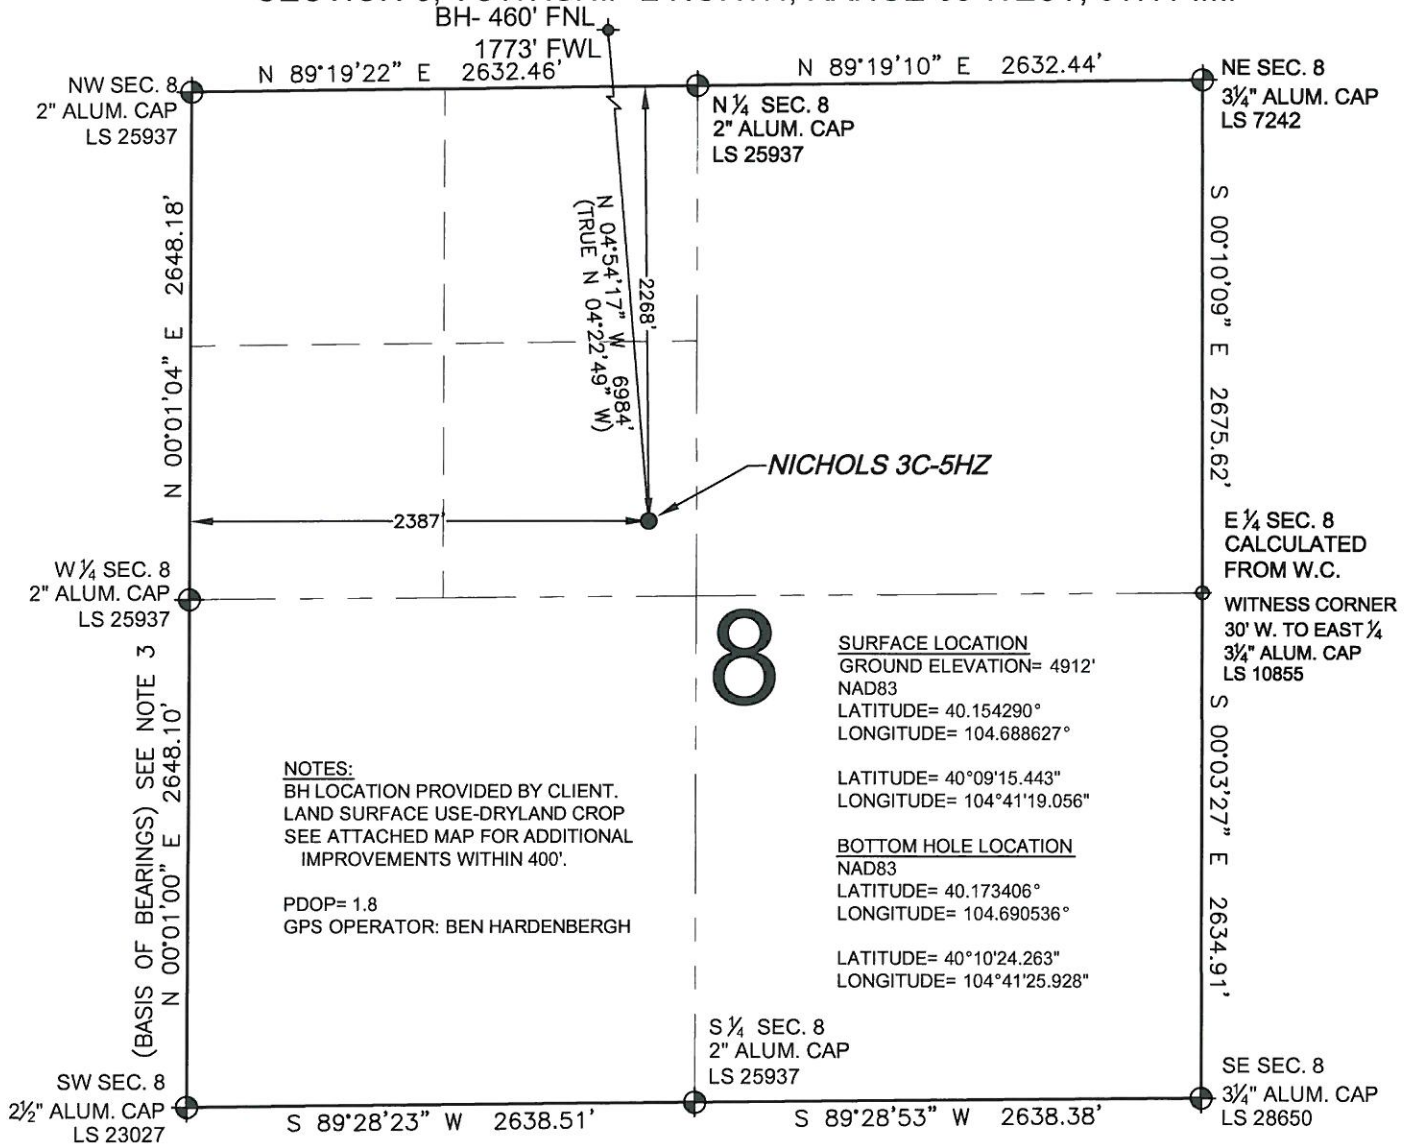 BH- 460' FNL
1773' FWL
N 89°19'22" E 2632.46'
N 89°19'10" E 2632.44'
NW SEC. 8
2" ALUM. CAP
LS 25937
N ¼ SEC. 8
2" ALUM. CAP
LS 25937
NE SEC. 8
3¼" ALUM. CAP
LS 7242
N 00°01'04" E 2648.18'
N 04°54'17" W 6984'
(TRUE N 04°22'49" W)
2268'
S 00°10'09" E 2675.62'
NICHOLS 3C-5HZ
2387'
W ¼ SEC. 8
2" ALUM. CAP
LS 25937
E ¼ SEC. 8
CALCULATED
FROM W.C.
WITNESS CORNER
30' W. TO EAST ¼
3¼" ALUM. CAP
LS 10855
8
SURFACE LOCATION
GROUND ELEVATION= 4912'
NAD83
LATITUDE= 40.154290°
LONGITUDE= 104.688627°
LATITUDE= 40°09'15.443"
LONGITUDE= 104°41'19.056"
BOTTOM HOLE LOCATION
NAD83
LATITUDE= 40.173406°
LONGITUDE= 104.690536°
LATITUDE= 40°10'24.263"
LONGITUDE= 104°41'25.928"
(BASIS OF BEARINGS) SEE NOTE 3
N 00°01'00" E 2648.10'
NOTES:
BH LOCATION PROVIDED BY CLIENT.
LAND SURFACE USE-DRYLAND CROP
SEE ATTACHED MAP FOR ADDITIONAL
IMPROVEMENTS WITHIN 400'.
PDOP= 1.8
GPS OPERATOR: BEN HARDENBERGH
S 00°03'27" E 2634.91'
SW SEC. 8
2½" ALUM. CAP
LS 23027
S ¼ SEC. 8
2" ALUM. CAP
LS 25937
SE SEC. 8
3¼" ALUM. CAP
LS 28650
S 89°28'23" W 2638.51'
S 89°28'53" W 2638.38'